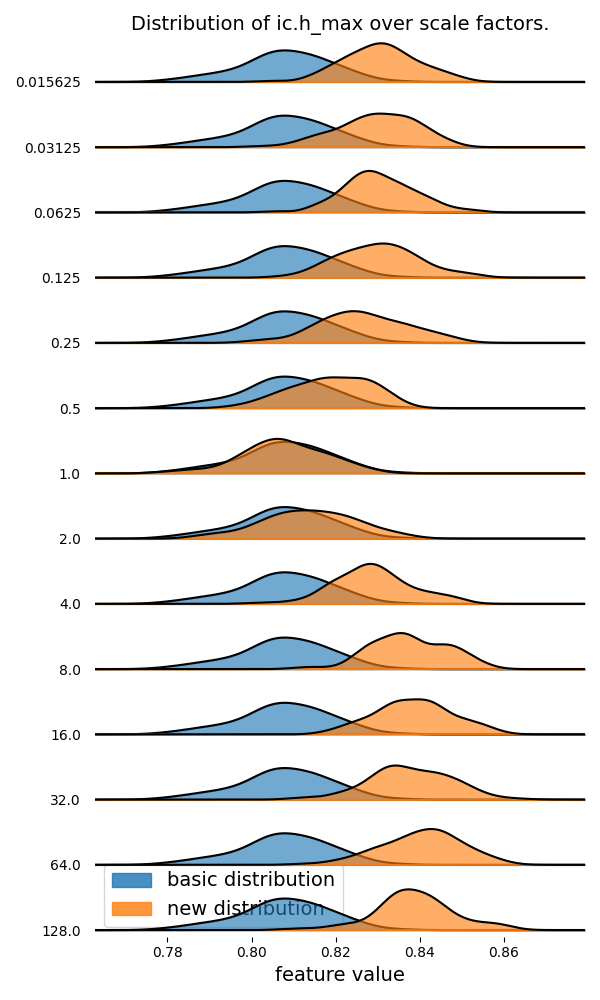 Distribution of ic.h_max over scale factors.
0.015625
0.03125
0.0625
0.125
0.25
0.5
1.0
2.0
4.0
8.0
16.0
32.0
64.0
basic distribution
new distribution
128.0
0.78 0.80 0.82 0.84 0.86
feature value